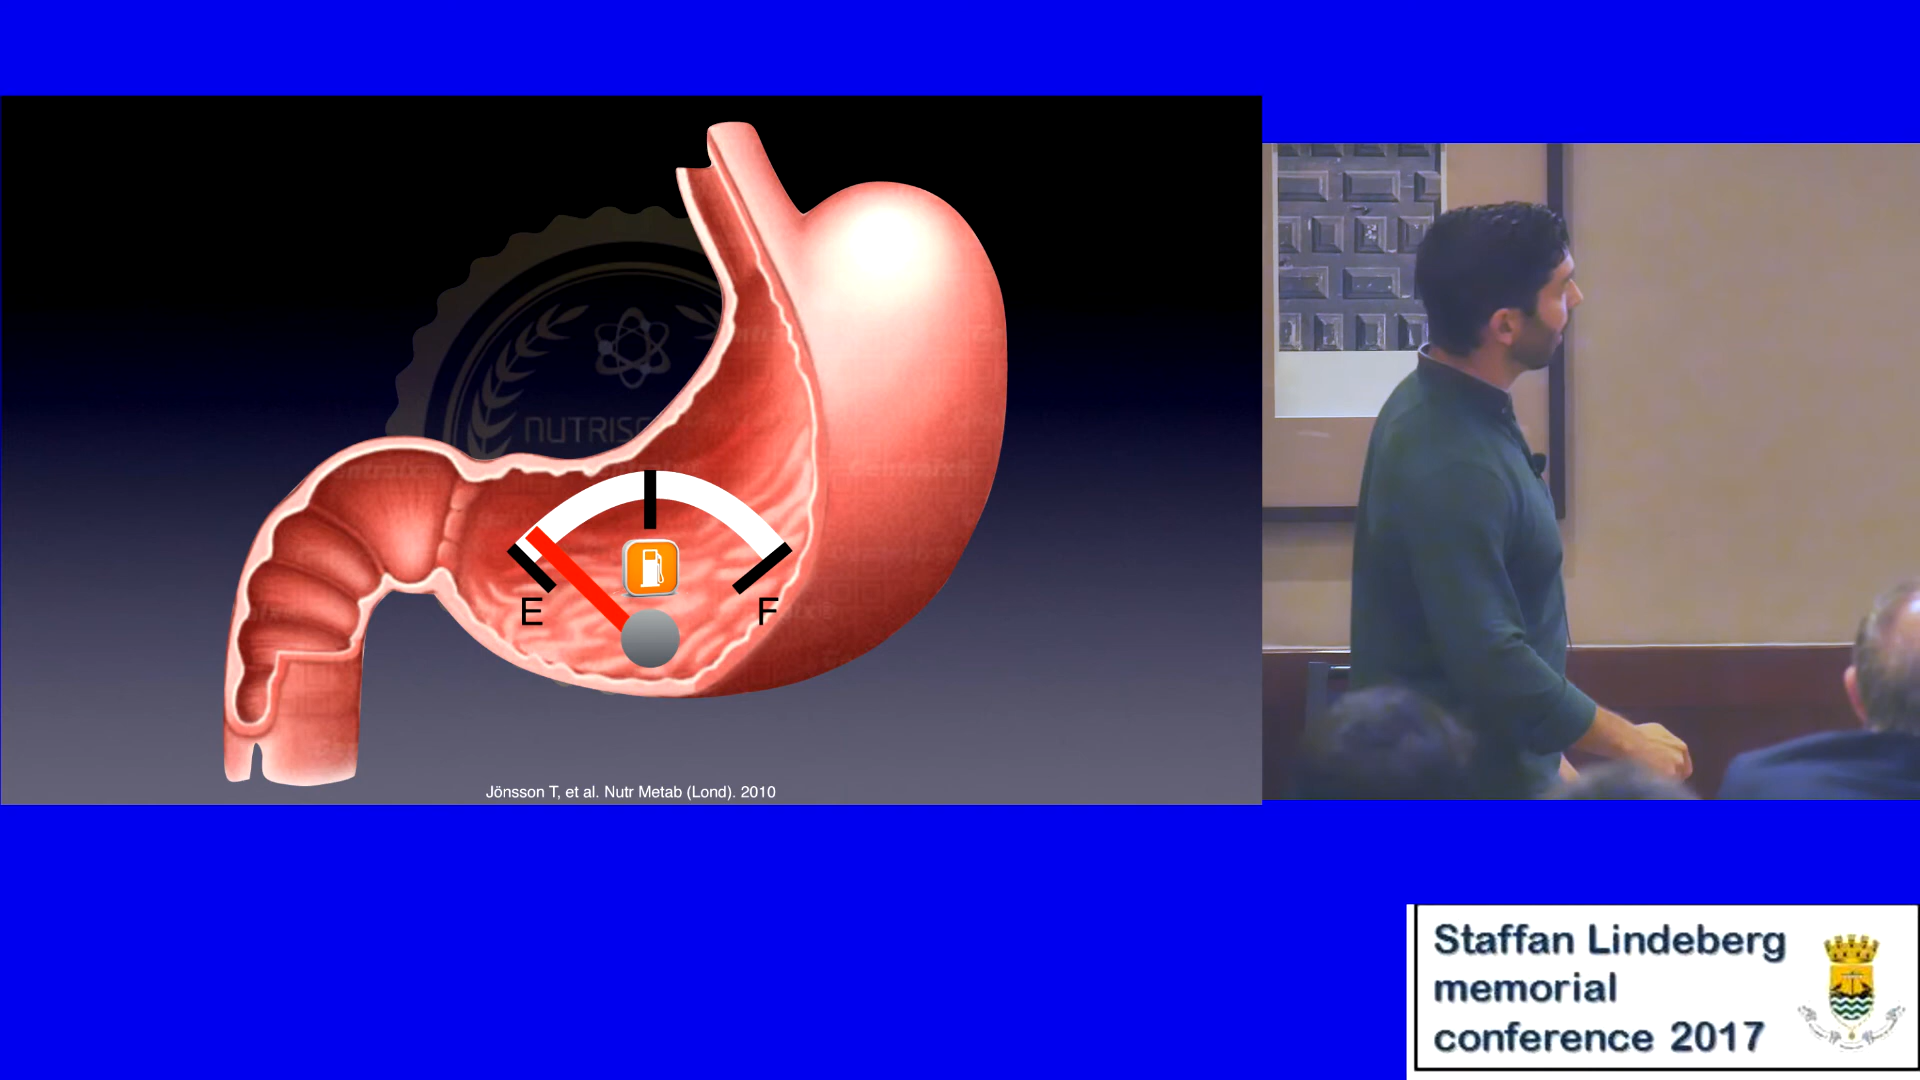 E
F
Jönsson T, et al. Nutr Metab (Lond). 2010
Staffan Lindeberg
memorial
conference 2017